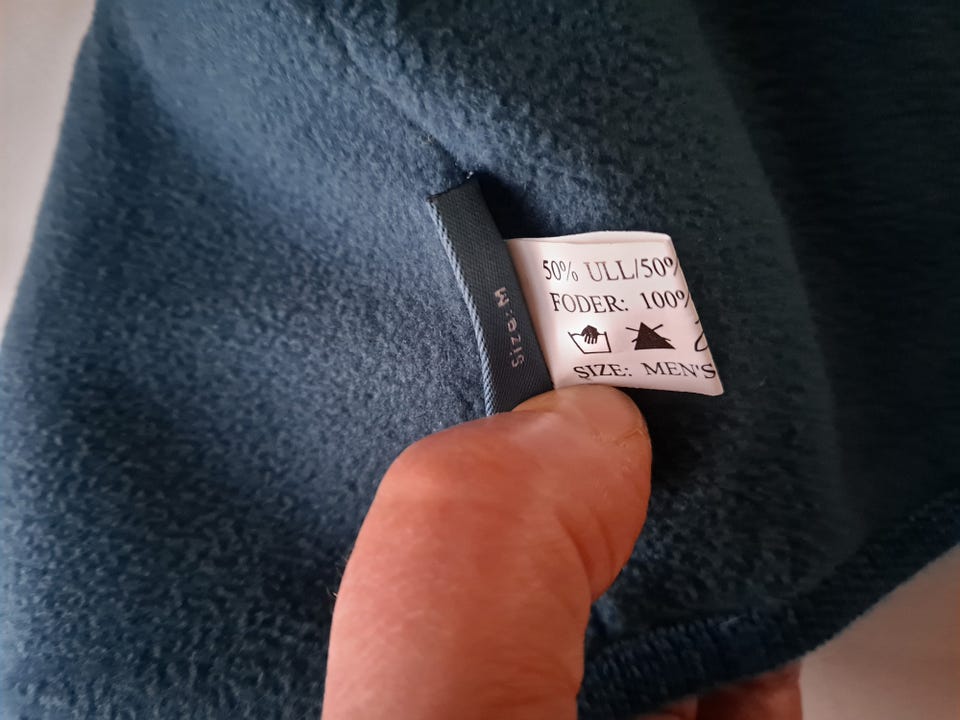 Size:M
50% ULL/50%
FODER: 100%
SIZE: MEN'S